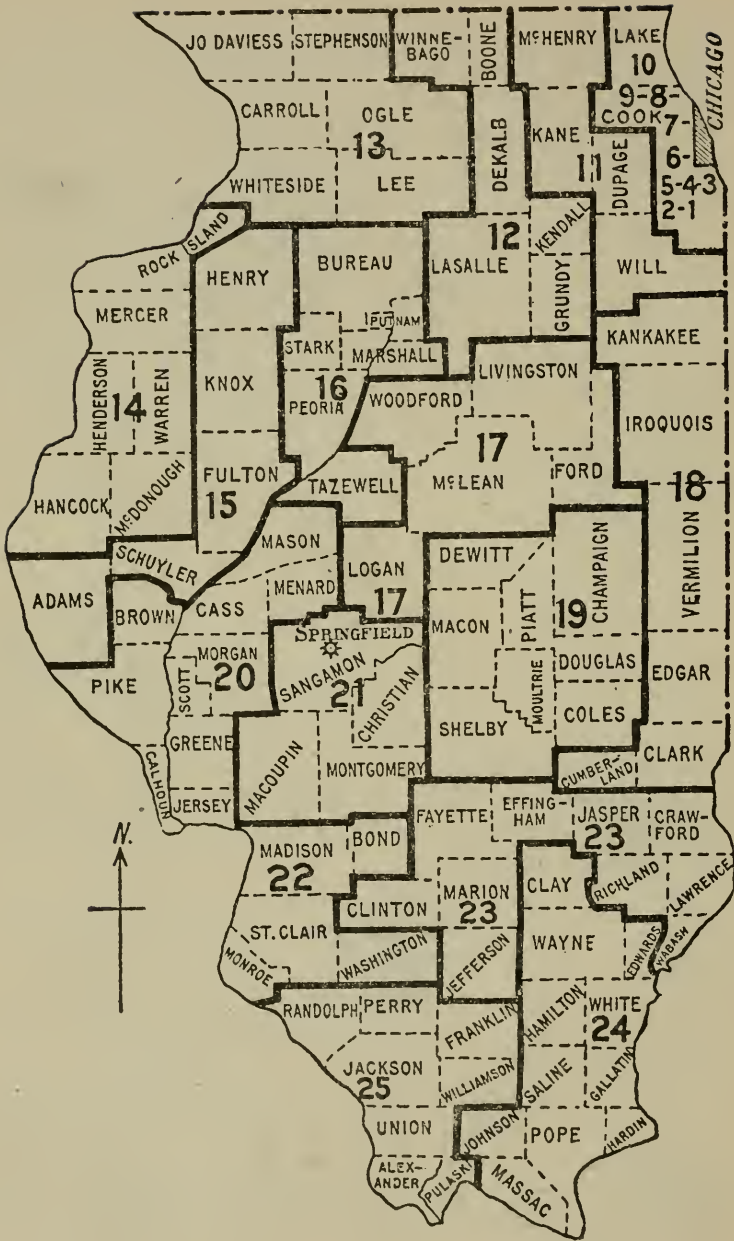 JO DAVIESS
STEPHENSON
WINNE-
BAGO
BOONE
McHENRY
LAKE
10
CHICAGO
CARROLL
OGLE
13
DEKALB
KANE
11
9-8-
COOK
7-
6-
5-4-3
2-1
DUPAGE
WHITESIDE
LEE
ROCK ISLAND
HENRY
BUREAU
LASALLE
12
KENDALL
GRUNDY
WILL
MERCER
PUTNAM
KANKAKEE
STARK
MARSHALL
LIVINGSTON
HENDERSON
14
WARREN
KNOX
16
PEORIA
WOODFORD
17
IROQUOIS
HANCOCK
McDONOUGH
FULTON
15
TAZEWELL
McLEAN
FORD
18
VERMILION
MASON
SCHUYLER
ADAMS
BROWN
CASS
MENARD
LOGAN
17
DEWITT
MACON
PIATT
19
CHAMPAIGN
SPRINGFIELD
PIKE
SCOTT
MORGAN
20
SANGAMON
21
CHRISTIAN
MOULTRIE
DOUGLAS
EDGAR
SHELBY
COLES
GREENE
CALHOUN
JERSEY
MACOUPIN
MONTGOMERY
CUMBER-
LAND
CLARK
FAYETTE
EFFING-
HAM
JASPER
23
CRAW-
FORD
N.
MADISON
22
BOND
MARION
23
CLAY
RICHLAND
LAWRENCE
CLINTON
ST. CLAIR
MONROE
WASHINGTON
JEFFERSON
WAYNE
EDWARDS
WABASH
RANDOLPH
PERRY
FRANKLIN
HAMILTON
WHITE
24
JACKSON
25
WILLIAMSON
SALINE
GALLATIN
UNION
JOHNSON
POPE
HARDIN
ALEX-
ANDER
PULASKI
MASSAC